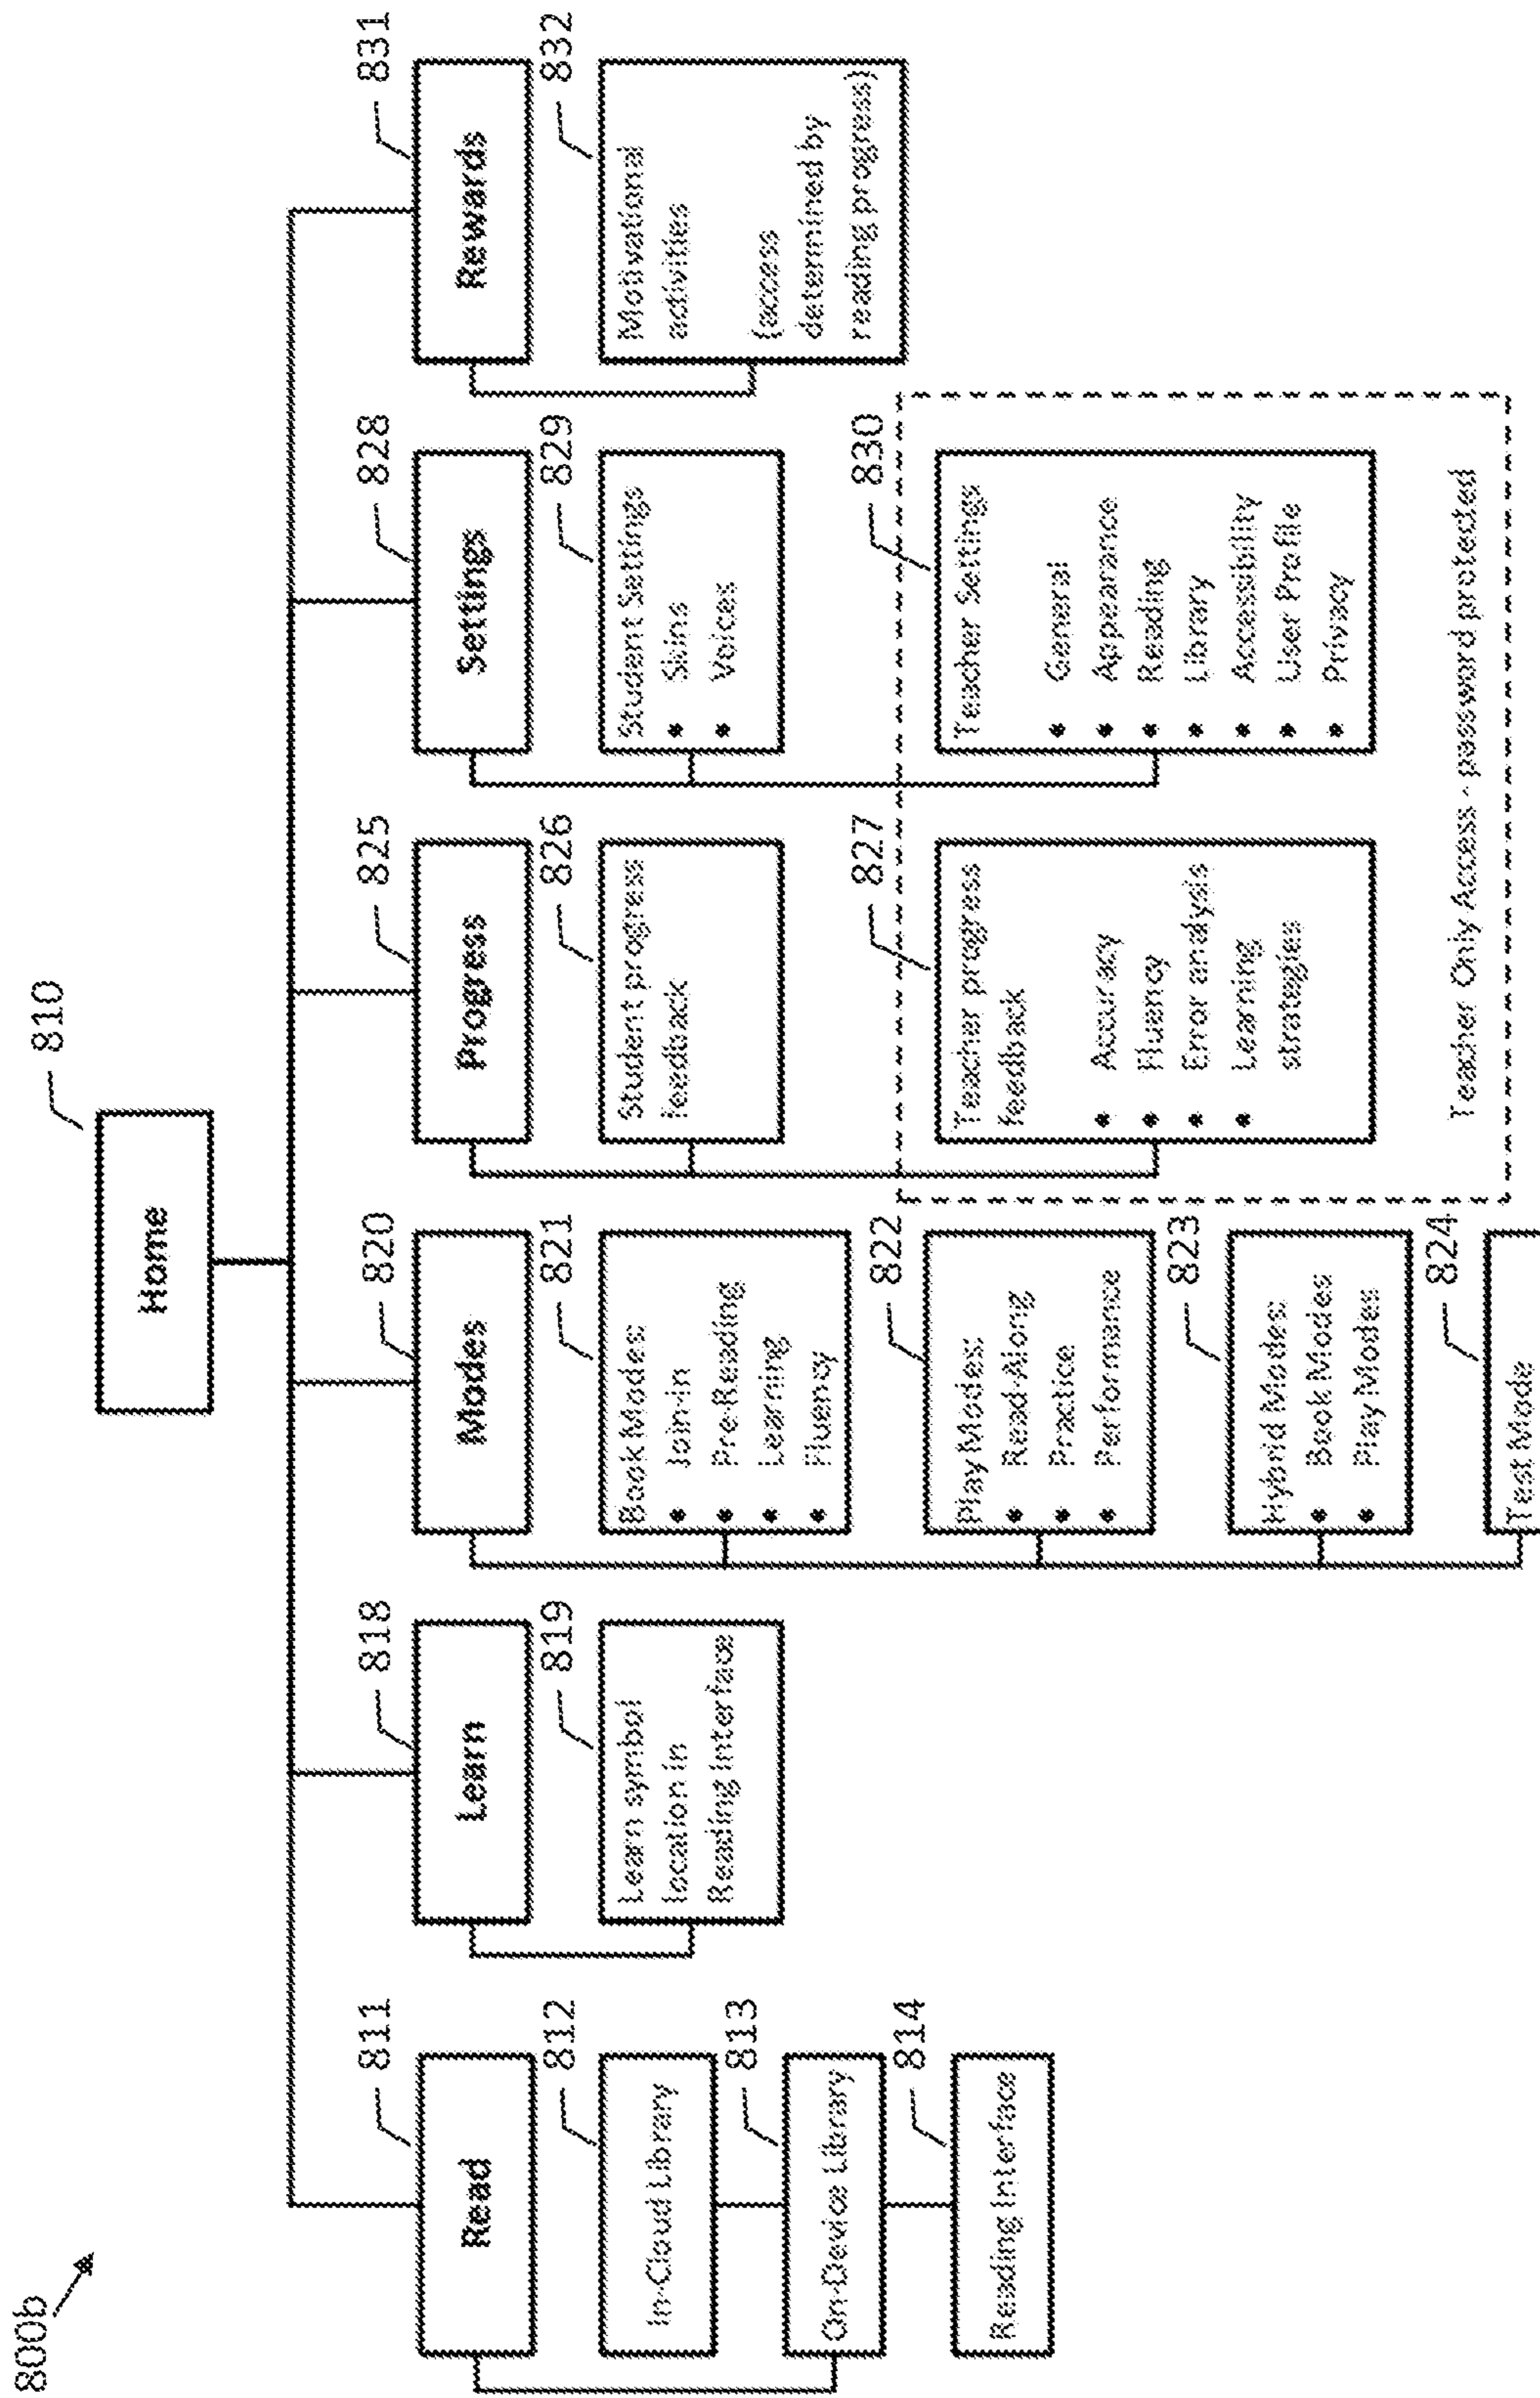 800b
810
Home
811
Read
812
In-Cloud Library
813
On-Device Library
814
Reading Interface
818
Learn
819
Learn symbol
location in
Reading Interface
820
Modes
821
Book Modes:
• Join-In
• Pre-Reading
• Learning
• Fluency
822
Play Modes:
• Read-Along
• Practice
• Performance
823
Hybrid Modes:
• Book Modes
• Play Modes
824
Test Mode
825
Progress
826
Student progress
feedback
827
Teacher progress
feedback
• Accuracy
• Fluency
• Error analysis
• Learning
strategies
828
Settings
829
Student Settings
• Skins
• Voices
830
Teacher Settings
• General
• Appearance
• Reading
• Library
• Accessibility
• User Profile
• Privacy
Teacher Only Access - password protected
831
Rewards
832
Motivational
activities
(access
determined by
reading progress)